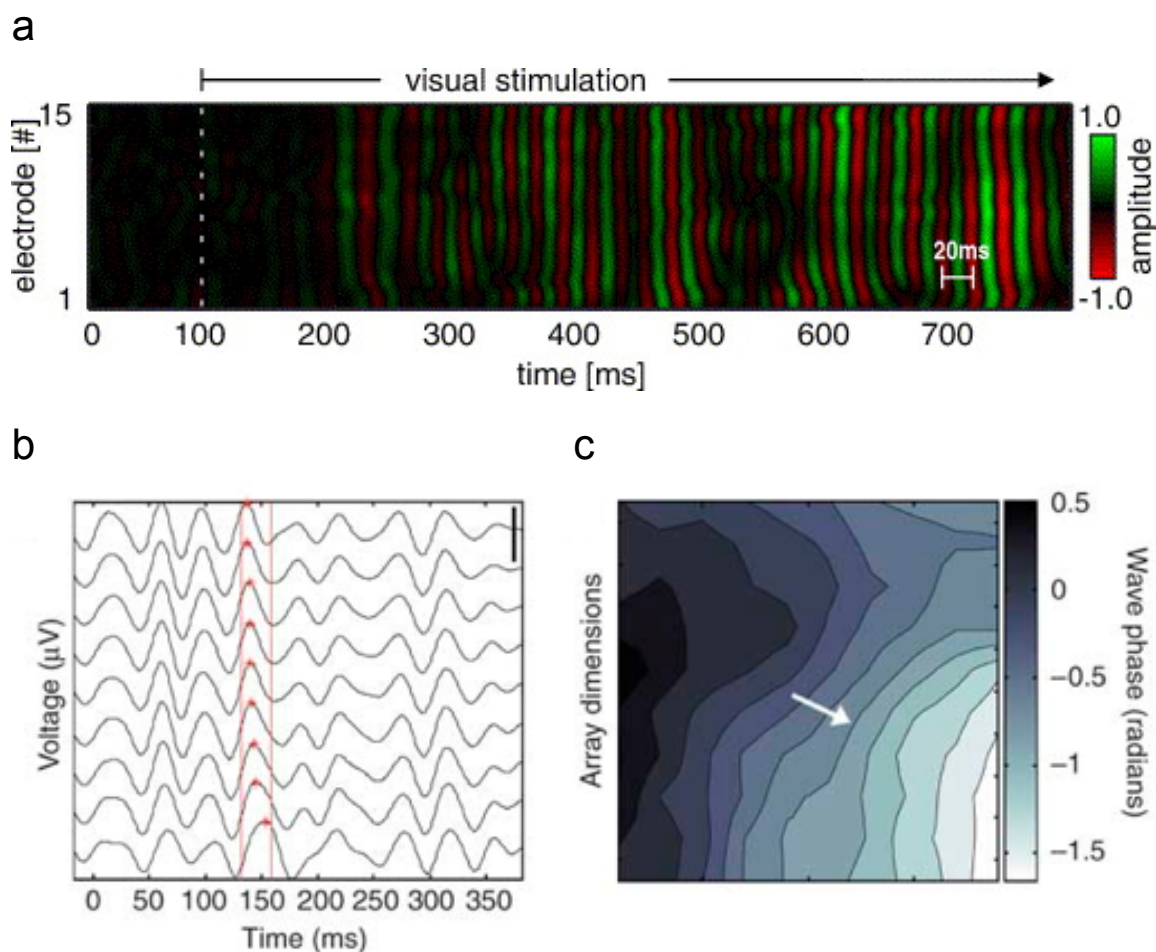 a
visual stimulation
15
electrode [#]
1
1.0
amplitude
-1.0
20ms
0 100 200 300 400 500 600 700
time [ms]
b
Voltage (µV)
0 50 100 150 200 250 300 350
Time (ms)
c
Array dimensions
0.5
0
−0.5
−1
−1.5
Wave phase (radians)